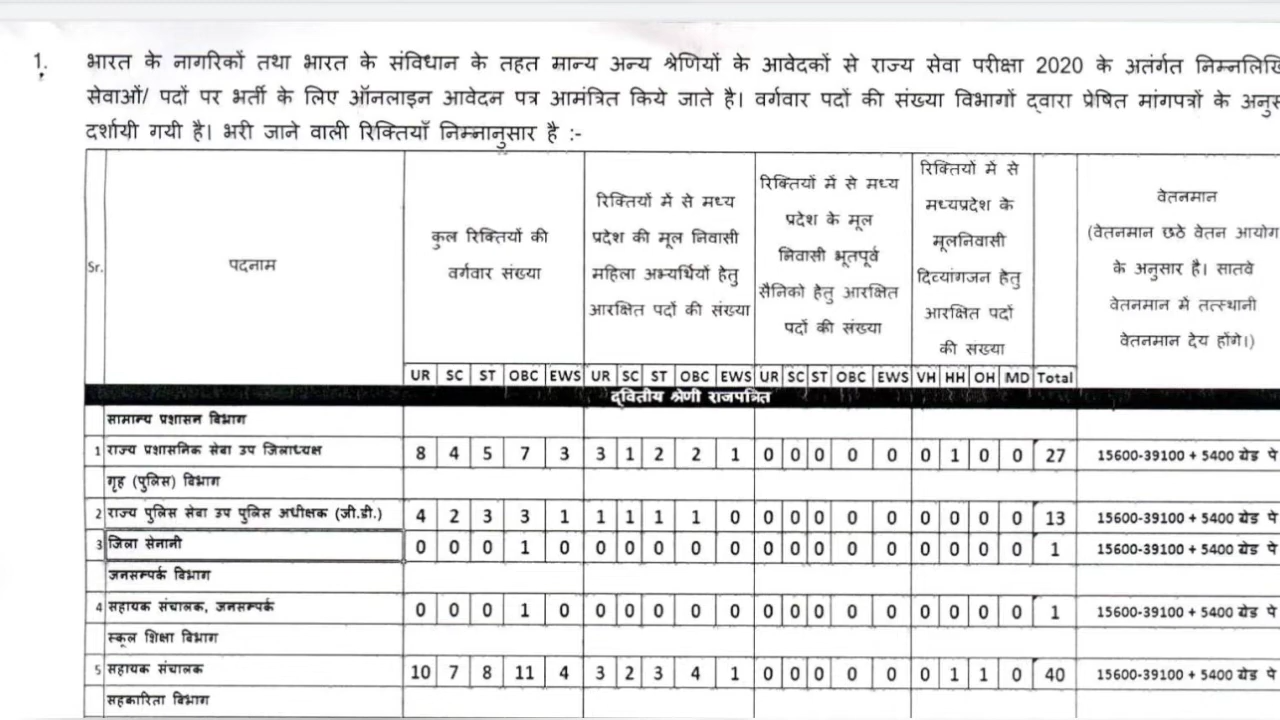 1. भारत के नागरिकों तथा भारत के संविधान के तहत मान्य अन्य श्रेणियों के आवेदकों से राज्य सेवा परीक्षा 2020 के अतंर्गत
सेवाओं/ पदों पर भर्ती के लिए ऑनलाइन आवेदन पत्र आमंत्रित किये जाते है। वर्गवार पदों की संख्या विभागों द्वारा प्रेषित मांगपत्रों के
दर्शायी गयी है। भरी जाने वाली रिक्तियाँ निम्नानुसार है :-
Sr.
पदनाम
कुल रिक्तियों की
वर्गवार संख्या
रिक्तियों में से मध्य
प्रदेश की मूल निवासी
महिला अभ्यर्थियों हेतु
आरक्षित पदों की संख्या
रिक्तियों में से मध्य
प्रदेश के मूल
निवासी भूतपूर्व
सैनिको हेतु आरक्षित
पदों की संख्या
रिक्तियों में से
मध्यप्रदेश के
मूलनिवासी
दिव्यांगजन हेतु
आरक्षित पदों
की संख्या
वेतनमान
(वेतनमान छठे वेतन आयोग
के अनुसार है। सातवे
वेतनमान में तत्स्थानी
वेतनमान देय होंगे।)
UR SC ST OBC EWS UR SC ST OBC EWS UR SC ST OBC EWS VH HH OH MD Total
द्वितीय श्रेणी राजपत्रित
सामान्य प्रशासन विभाग
1 राज्य प्रशासनिक सेवा उप जिलाध्यक्ष 8 4 5 7 3 3 1 2 2 1 0 0 0 0 0 0 1 0 0 27 15600-39100 + 5400 ग्रेड पे
गृह (पुलिस) विभाग
2 राज्य पुलिस सेवा उप पुलिस अधीक्षक (जी.डी.) 4 2 3 3 1 1 1 1 1 0 0 0 0 0 0 0 0 0 0 13 15600-39100 + 5400 ग्रेड पे
3 जिला सेनानी 0 0 0 1 0 0 0 0 0 0 0 0 0 0 0 0 0 0 0 1 15600-39100 + 5400 ग्रेड पे
जनसम्पर्क विभाग
4 सहायक संचालक, जनसम्पर्क 0 0 0 1 0 0 0 0 0 0 0 0 0 0 0 0 0 0 0 1 15600-39100 + 5400 ग्रेड पे
स्कूल शिक्षा विभाग
5 सहायक संचालक 10 7 8 11 4 3 2 3 4 1 0 0 0 0 0 0 1 1 0 40 15600-39100 + 5400 ग्रेड पे
सहकारिता विभाग